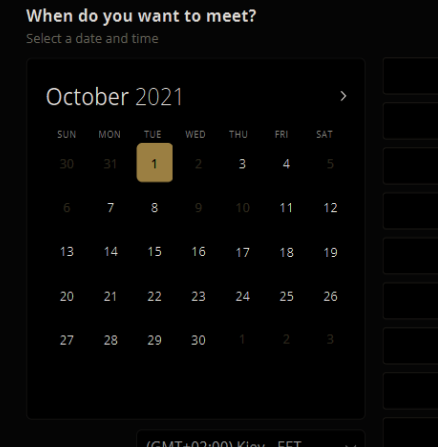 When do you want to meet?
Select a date and time
October 2021 >
SUN MON TUE WED THU FRI SAT
30 31 1 2 3 4 5
6 7 8 9 10 11 12
13 14 15 16 17 18 19
20 21 22 23 24 25 26
27 28 29 30 1 2 3
(GMT+02:00) Kiev - EET